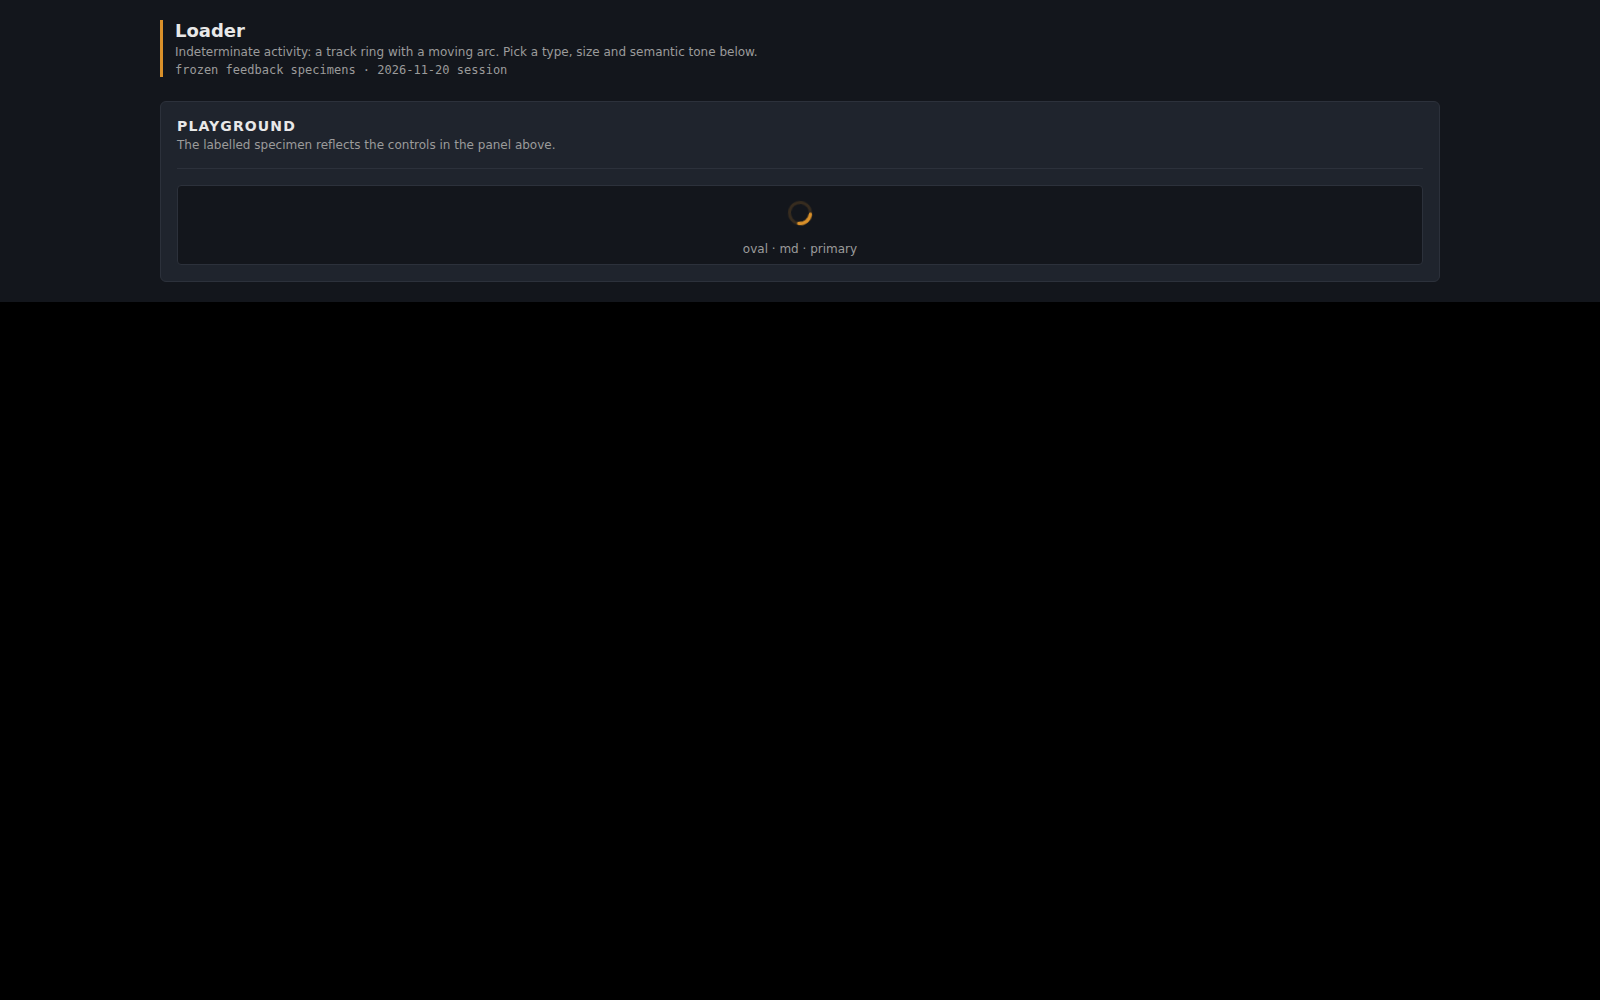 Loader
Indeterminate activity: a track ring with a moving arc. Pick a type, size and semantic tone below.
frozen feedback specimens · 2026-11-20 session
PLAYGROUND
The labelled specimen reflects the controls in the panel above.
oval · md · primary